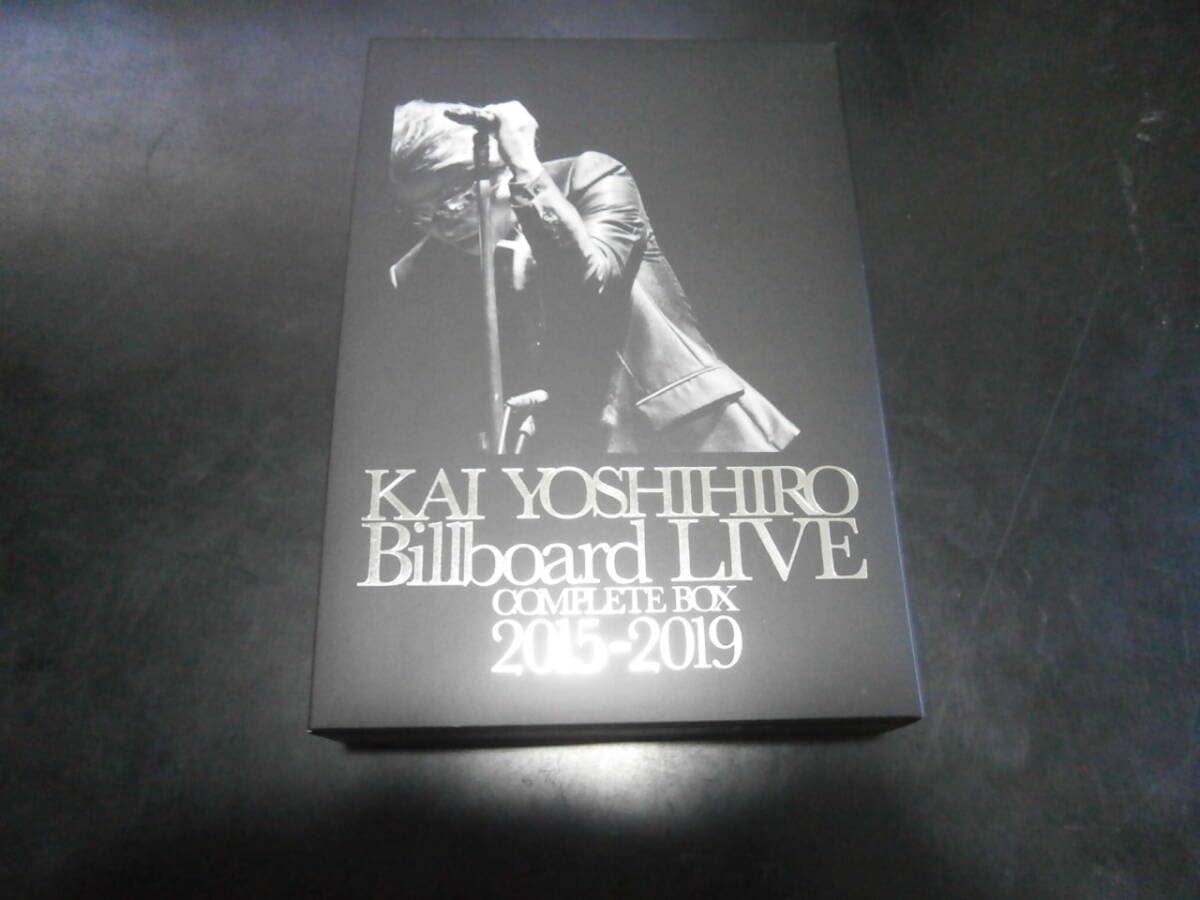 KAI YOSHIHIRO
Billboard LIVE
COMPLETE BOX
2015-2019